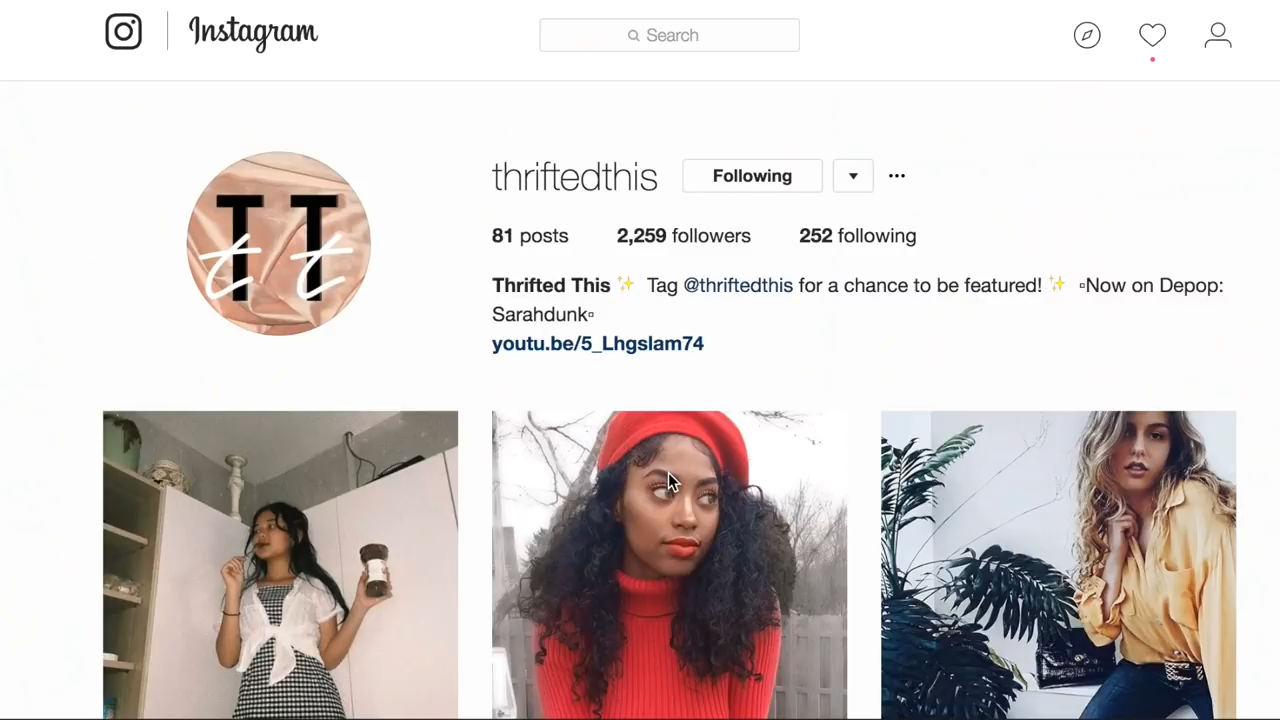 Instagram
Search
TT
tt
thriftedthis Following
81 posts 2,259 followers 252 following
Thrifted This ✨ Tag @thriftedthis for a chance to be featured! ✨ ▫Now on Depop:
Sarahdunk▫
youtu.be/5_Lhgslam74